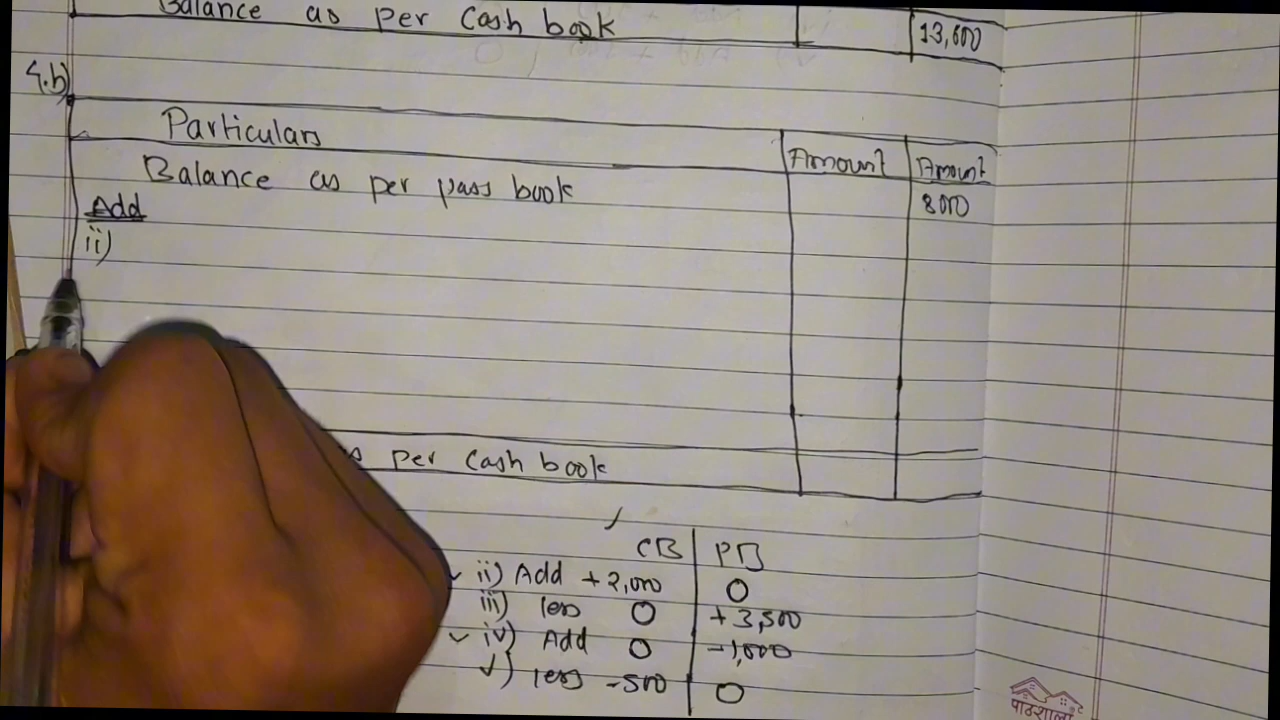 Balance as per Cash book 13,600
4.b)
Particulars Amount Amount
Balance as per pass book 8000
Add
ii)
per Cash book
CB PB
ii) Add +2,000 0
iii) less 0 +3,500
iv) Add 0 -1,000
v) less -500 0
पाठशाला